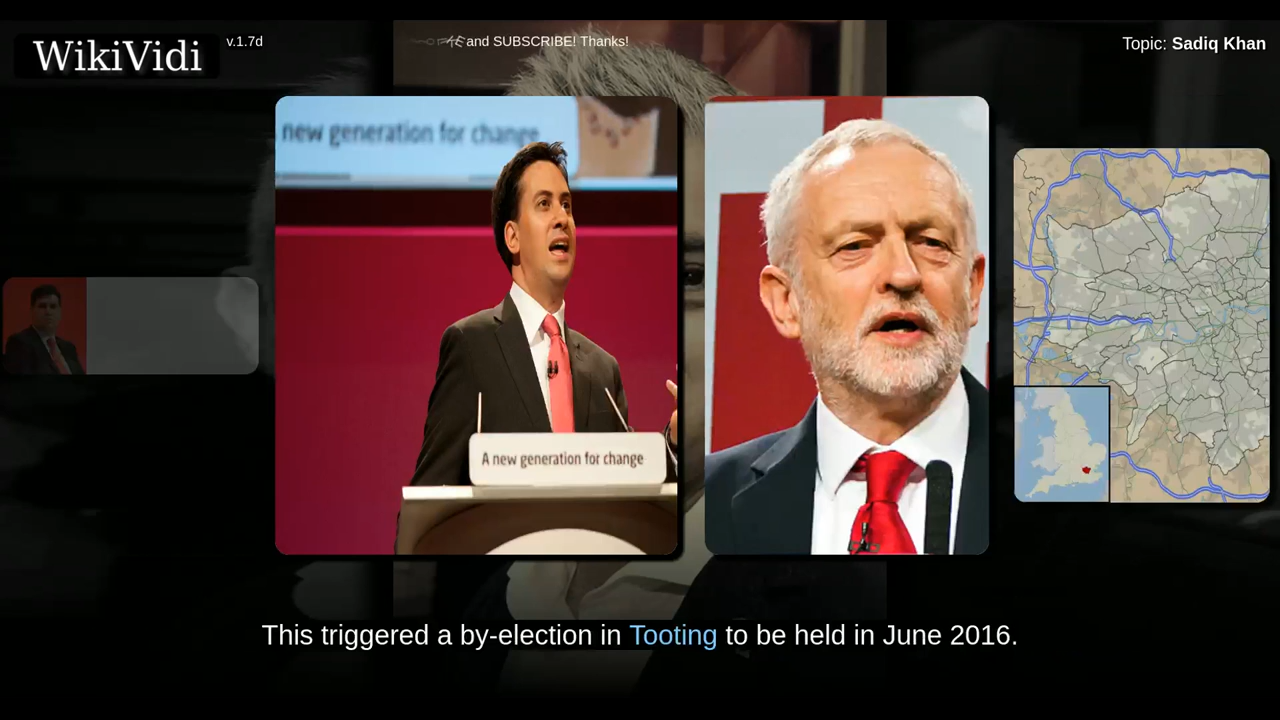 WikiVidi
v.1.7d
and SUBSCRIBE! Thanks!
Topic: Sadiq Khan
new generation for change
A new generation for change
This triggered a by-election in Tooting to be held in June 2016.